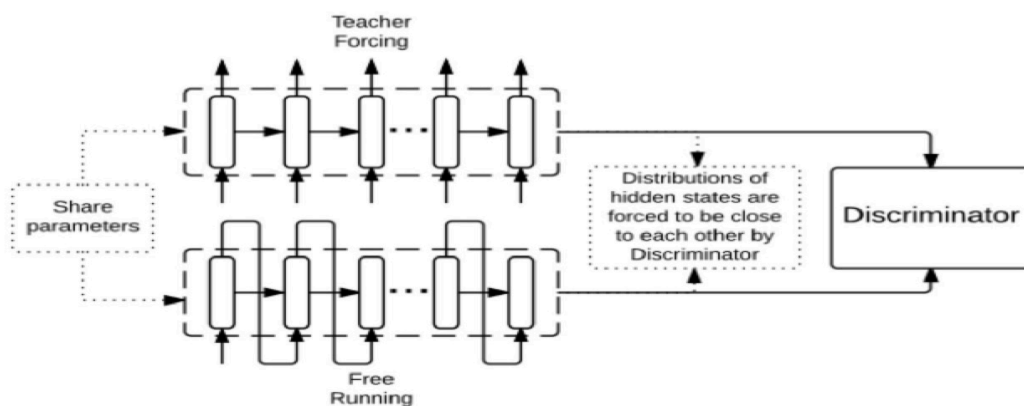 Teacher
Forcing
Share
parameters
Distributions of
hidden states are
forced to be close
to each other by
Discriminator
Discriminator
Free
Running